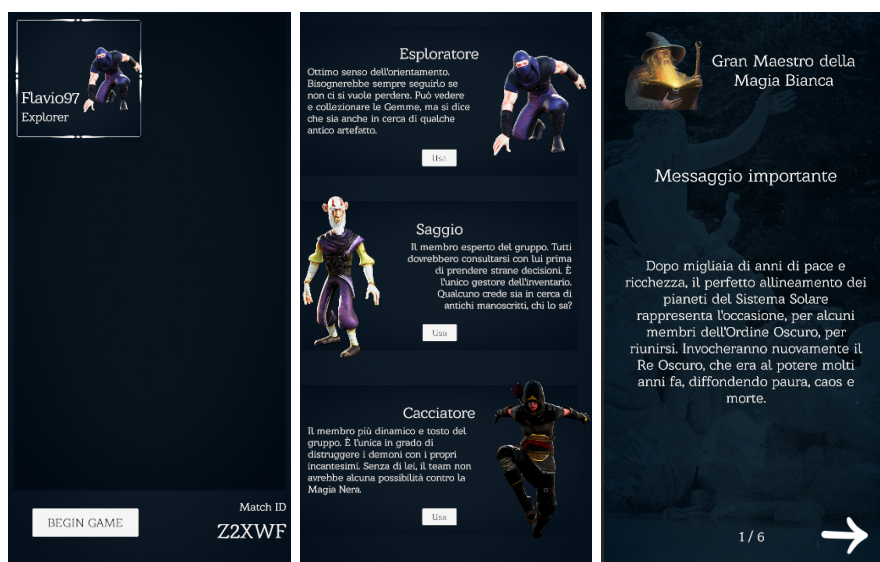 Flavio97
Explorer
BEGIN GAME
Match ID
Z2XWF
Esploratore
Ottimo senso dell'orientamento.
Bisognerebbe sempre seguirlo se
non ci si vuole perdere. Può vedere
e collezionare le Gemme, ma si dice
che sia anche in cerca di qualche
antico artefatto.
Usa
Saggio
Il membro esperto del gruppo. Tutti
dovrebbero consultarsi con lui prima
di prendere strane decisioni. È
l'unico gestore dell'inventario.
Qualcuno crede sia in cerca di
antichi manoscritti, chi lo sa?
Usa
Cacciatore
Il membro più dinamico e tosto del
gruppo. È l'unica in grado di
distruggere i demoni con i propri
incantesimi. Senza di lei, il team non
avrebbe alcuna possibilità contro la
Magia Nera.
Usa
Gran Maestro della
Magia Bianca
Messaggio importante
Dopo migliaia di anni di pace e
ricchezza, il perfetto allineamento dei
pianeti del Sistema Solare
rappresenta l'occasione, per alcuni
membri dell'Ordine Oscuro, per
riunirsi. Invocheranno nuovamente il
Re Oscuro, che era al potere molti
anni fa, diffondendo paura, caos e
morte.
1 / 6